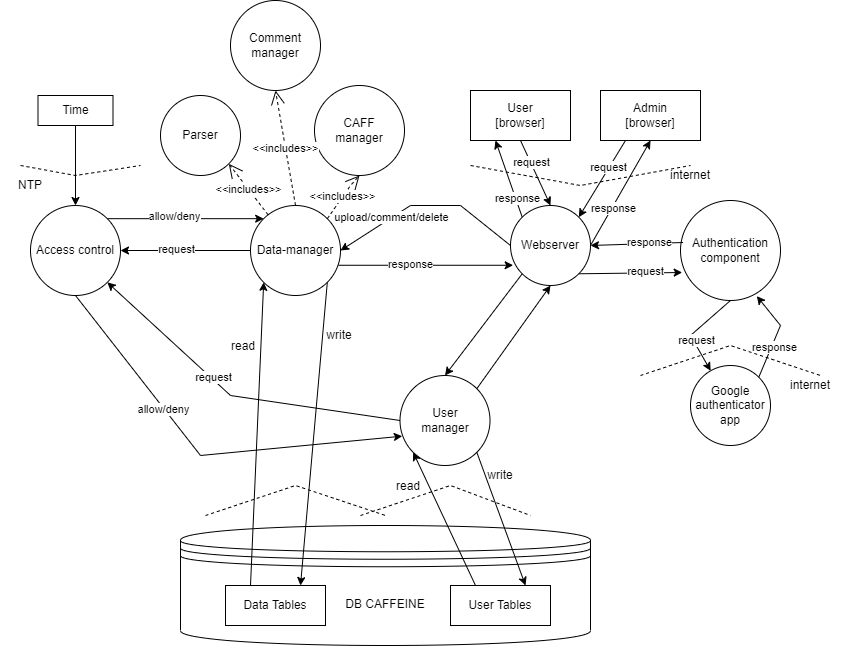 Comment
manager
Time
Parser
CAFF
manager
User
[browser]
Admin
[browser]
<<includes>>
request
request
NTP
<<includes>>
<<includes>>
internet
response
response
allow/deny
upload/comment/delete
Access control
request
Data-manager
response
Webserver
response
request
Authentication
component
read
write
request
response
request
internet
allow/deny
User
manager
Google
authenticator
app
read
write
Data Tables
DB CAFFEINE
User Tables